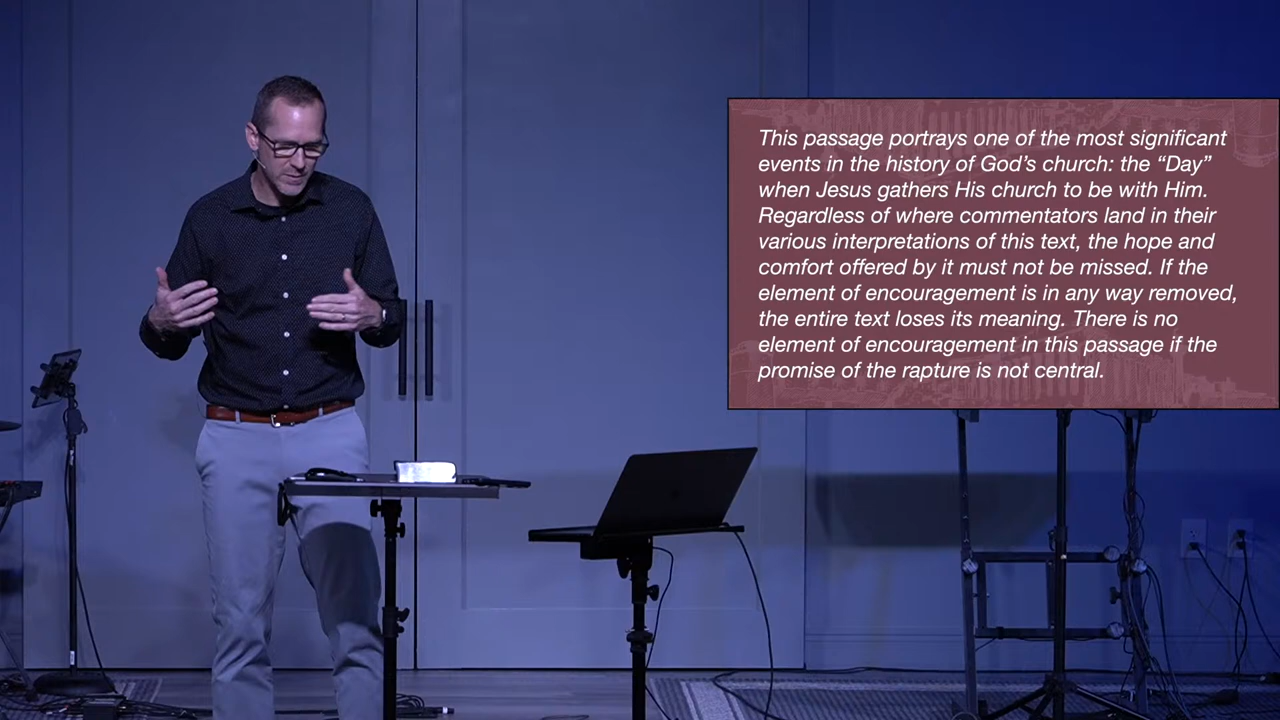 This passage portrays one of the most significant
events in the history of God’s church: the “Day”
when Jesus gathers His church to be with Him.
Regardless of where commentators land in their
various interpretations of this text, the hope and
comfort offered by it must not be missed. If the
element of encouragement is in any way removed,
the entire text loses its meaning. There is no
element of encouragement in this passage if the
promise of the rapture is not central.